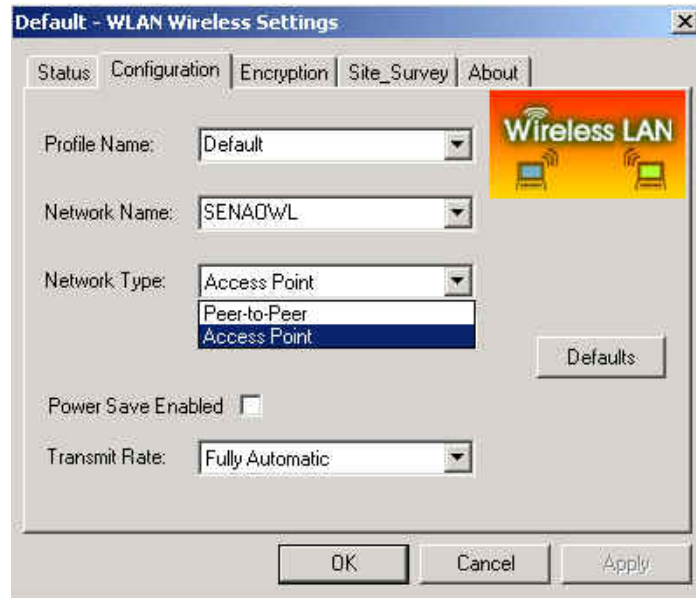 Default - WLAN Wireless Settings
Status Configuration Encryption Site_Survey About
Wireless LAN
Profile Name: Default
Network Name: SENAOWL
Network Type: Access Point
Peer-to-Peer
Access Point
Defaults
Power Save Enabled
Transmit Rate: Fully Automatic
OK Cancel Apply